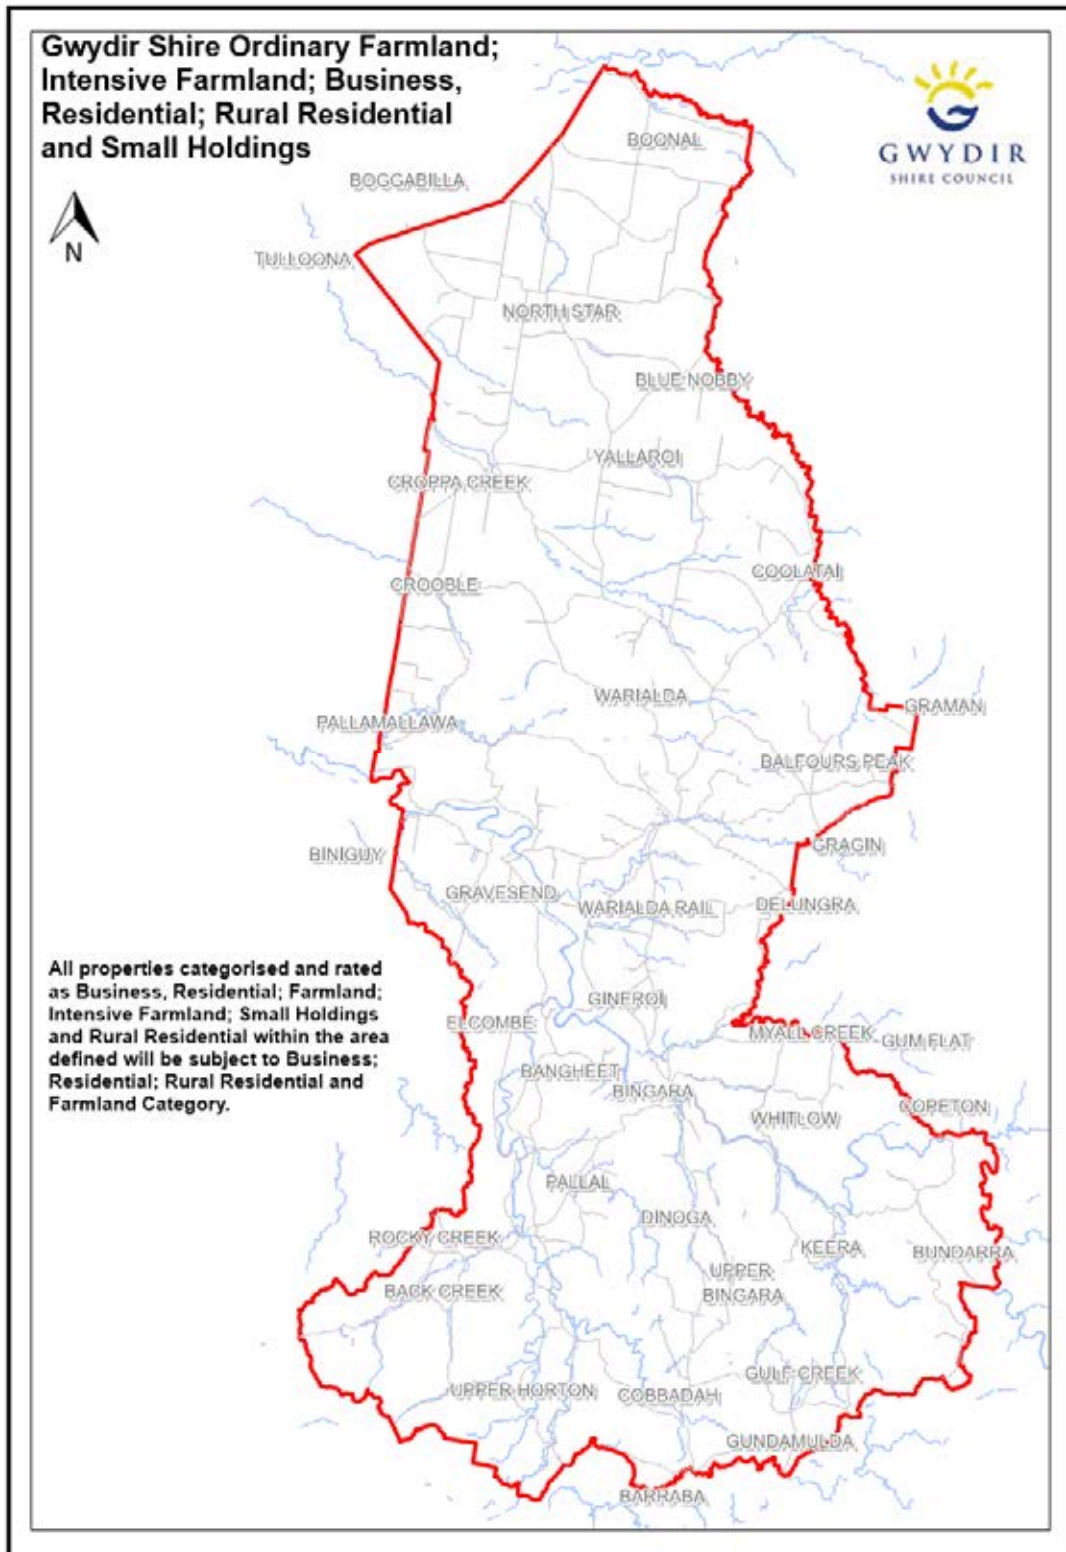 Gwydir Shire Ordinary Farmland;
Intensive Farmland; Business,
Residential; Rural Residential
and Small Holdings
GWYDIR
SHIRE COUNCIL
N
BOONAL
BOGGABILLA
TULLOONA
NORTH STAR
BLUE NOBBY
YALLAROI
CROPPA CREEK
COOLATAI
CROOBLE
WARIALDA
GRAMAN
PALLAMALLAWA
BALFOURS PEAK
GRAGIN
BINIGUY
GRAVESEND
WARIALDA RAIL
DELUNGRA
All properties categorised and rated
as Business, Residential; Farmland;
Intensive Farmland; Small Holdings
and Rural Residential within the area
defined will be subject to Business;
Residential; Rural Residential and
Farmland Category.
GINEROI
ELCOMBE
MYALL CREEK
GUM FLAT
BANGHEET
BINGARA
COPETON
WHITLOW
PALLAL
DINOGA
ROCKY CREEK
KEERA
BUNDARRA
UPPER
BINGARA
BACK CREEK
GULF CREEK
UPPER HORTON
COBBADAH
GUNDAMULDA
BARRABA